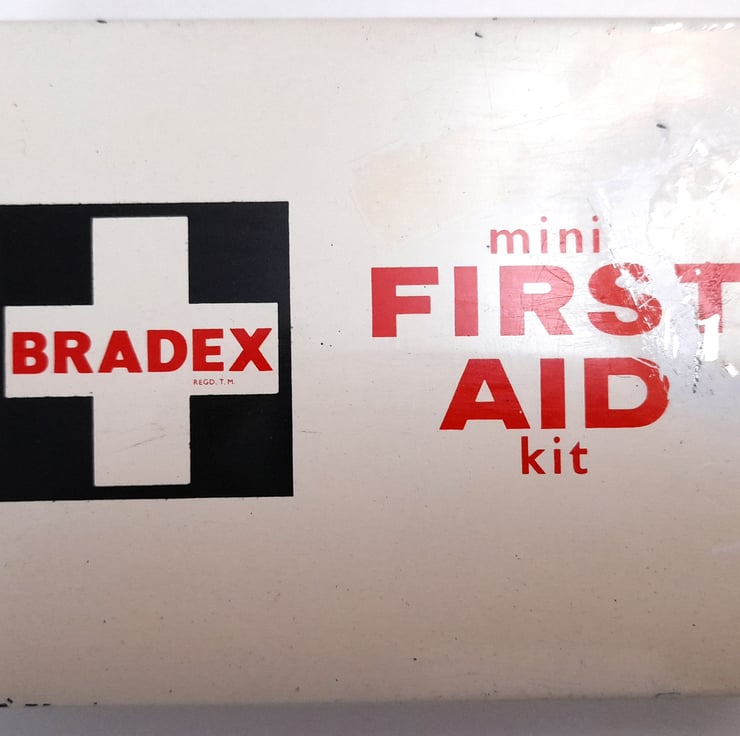 BRADEX
REGD. T. M.
mini
FIRST
AID
kit